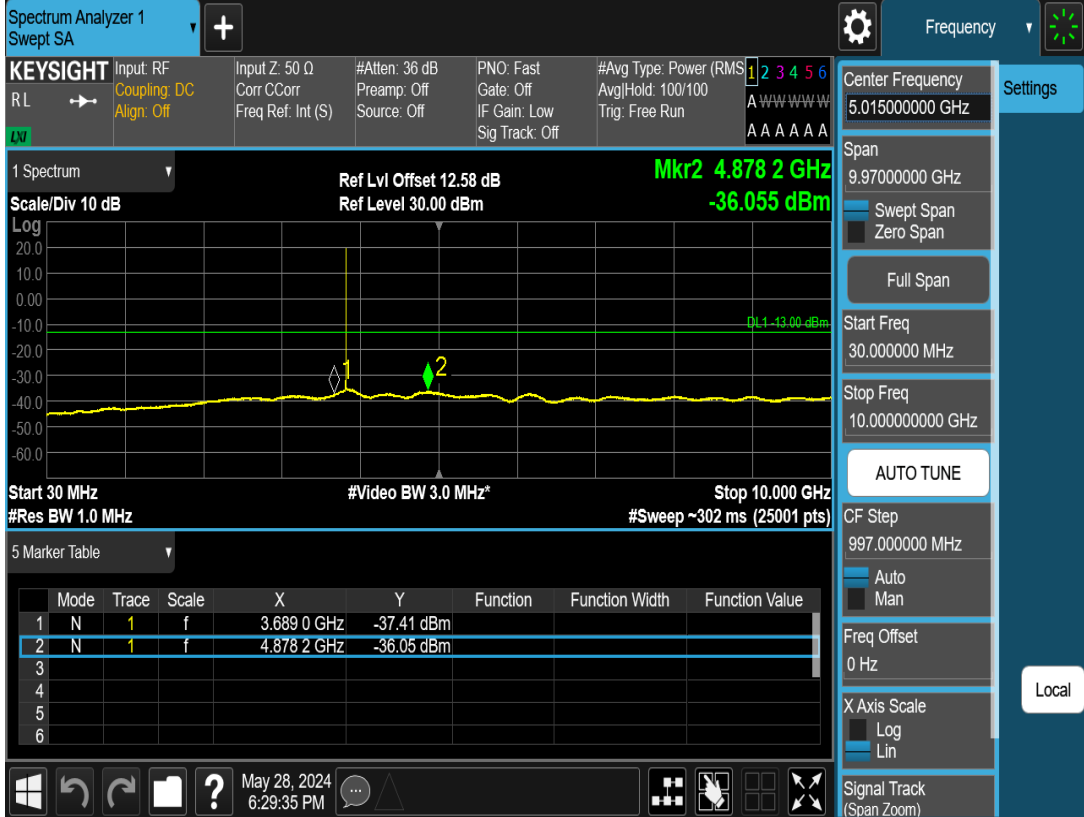 Spectrum Analyzer 1
Swept SA
Frequency
KEYSIGHT
R L
LXI
Input: RF
Coupling: DC
Align: Off
Input Z: 50 Ω
Corr CCorr
Freq Ref: Int (S)
#Atten: 36 dB
Preamp: Off
Source: Off
PNO: Fast
Gate: Off
IF Gain: Low
Sig Track: Off
#Avg Type: Power (RMS
Avg|Hold: 100/100
Trig: Free Run
1 2 3 4 5 6
A W W W W W
A A A A A A
1 Spectrum
Scale/Div 10 dB
Ref Lvl Offset 12.58 dB
Ref Level 30.00 dBm
Mkr2 4.878 2 GHz
-36.055 dBm
Log
20.0
10.0
0.00
-10.0
-20.0
-30.0
-40.0
-50.0
-60.0
DL1 -13.00 dBm
1
2
Start 30 MHz
#Video BW 3.0 MHz*
Stop 10.000 GHz
#Res BW 1.0 MHz
#Sweep ~302 ms (25001 pts)
5 Marker Table
Mode Trace Scale X Y Function Function Width Function Value
1 N 1 f 3.689 0 GHz -37.41 dBm
2 N 1 f 4.878 2 GHz -36.05 dBm
3
4
5
6
May 28, 2024
6:29:35 PM
Center Frequency
5.015000000 GHz
Settings
Span
9.97000000 GHz
Swept Span
Zero Span
Full Span
Start Freq
30.000000 MHz
Stop Freq
10.000000000 GHz
AUTO TUNE
CF Step
997.000000 MHz
Auto
Man
Freq Offset
0 Hz
Local
X Axis Scale
Log
Lin
Signal Track
(Span Zoom)